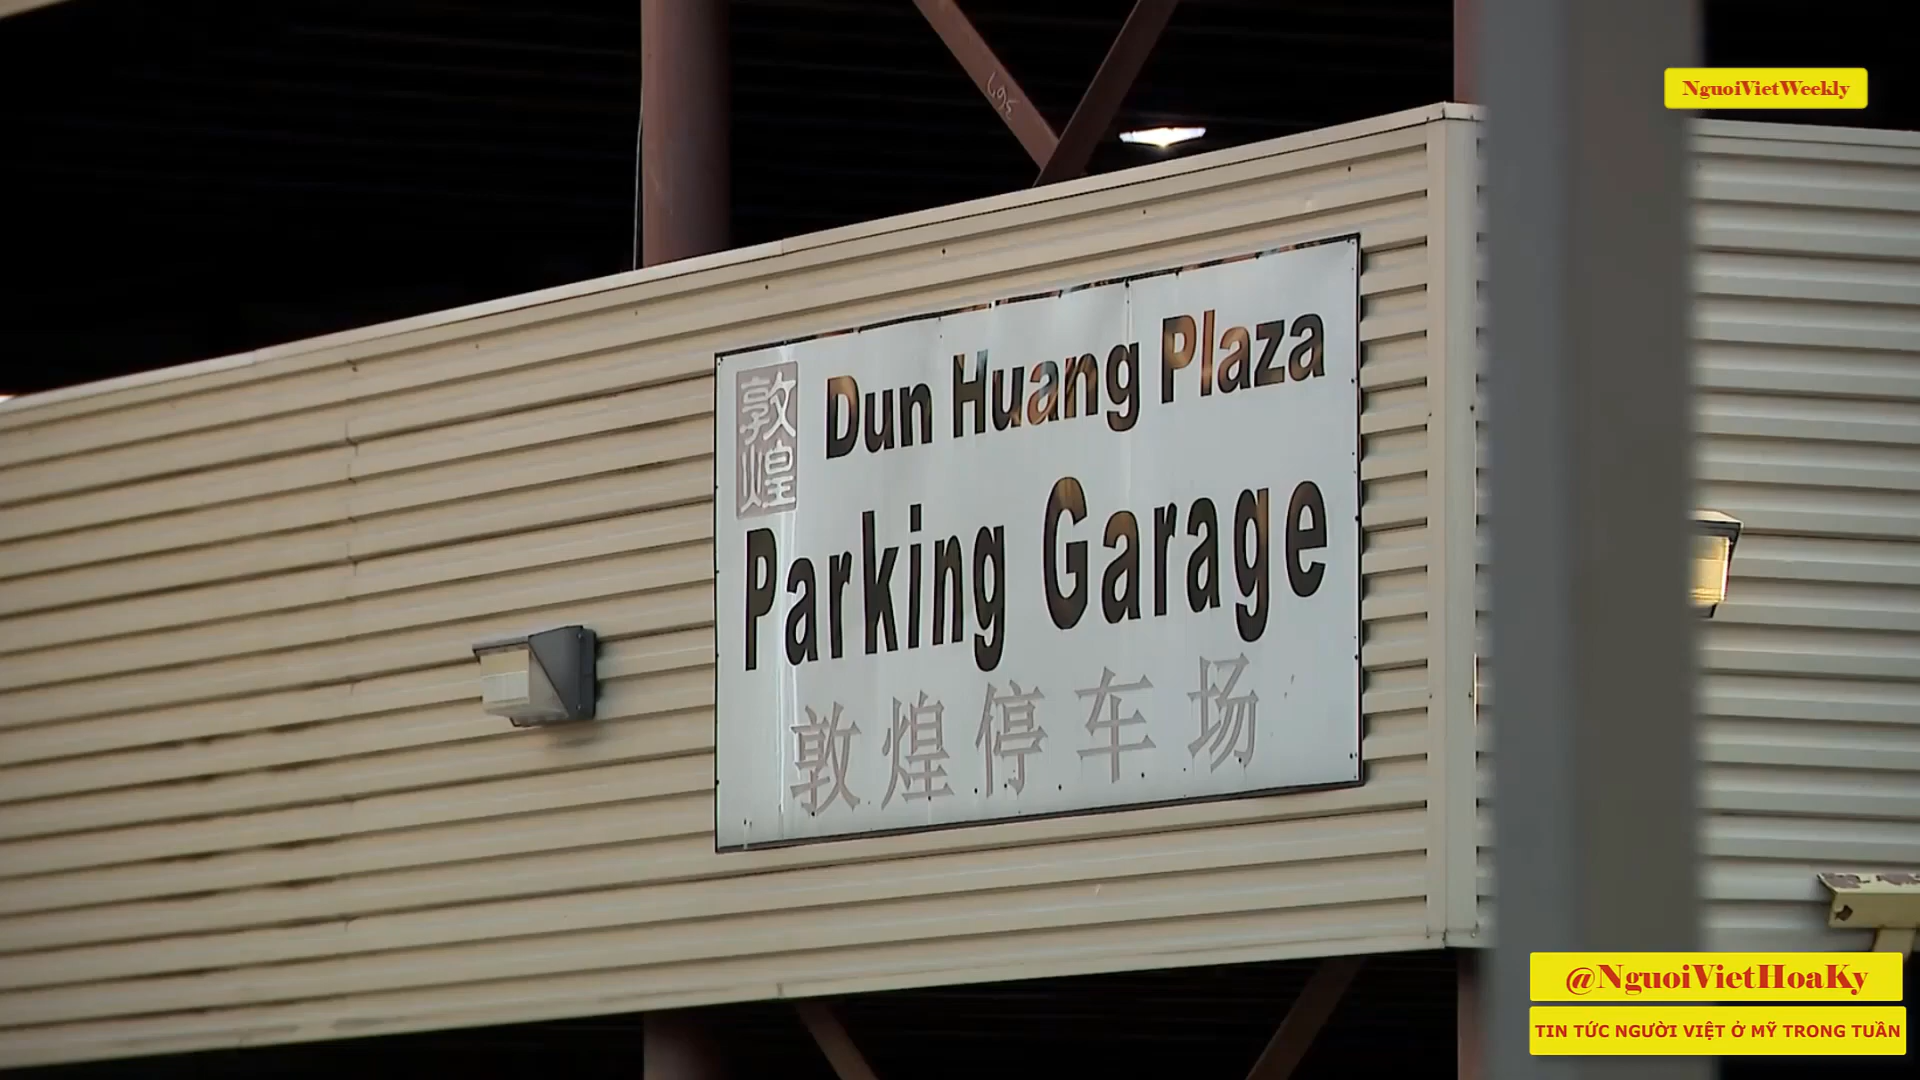 NguoiVietWeekly
敦煌
Dun Huang Plaza
Parking Garage
敦煌停车场
@NguoiVietHoaKy
TIN TỨC NGƯỜI VIỆT Ở MỸ TRONG TUẦN